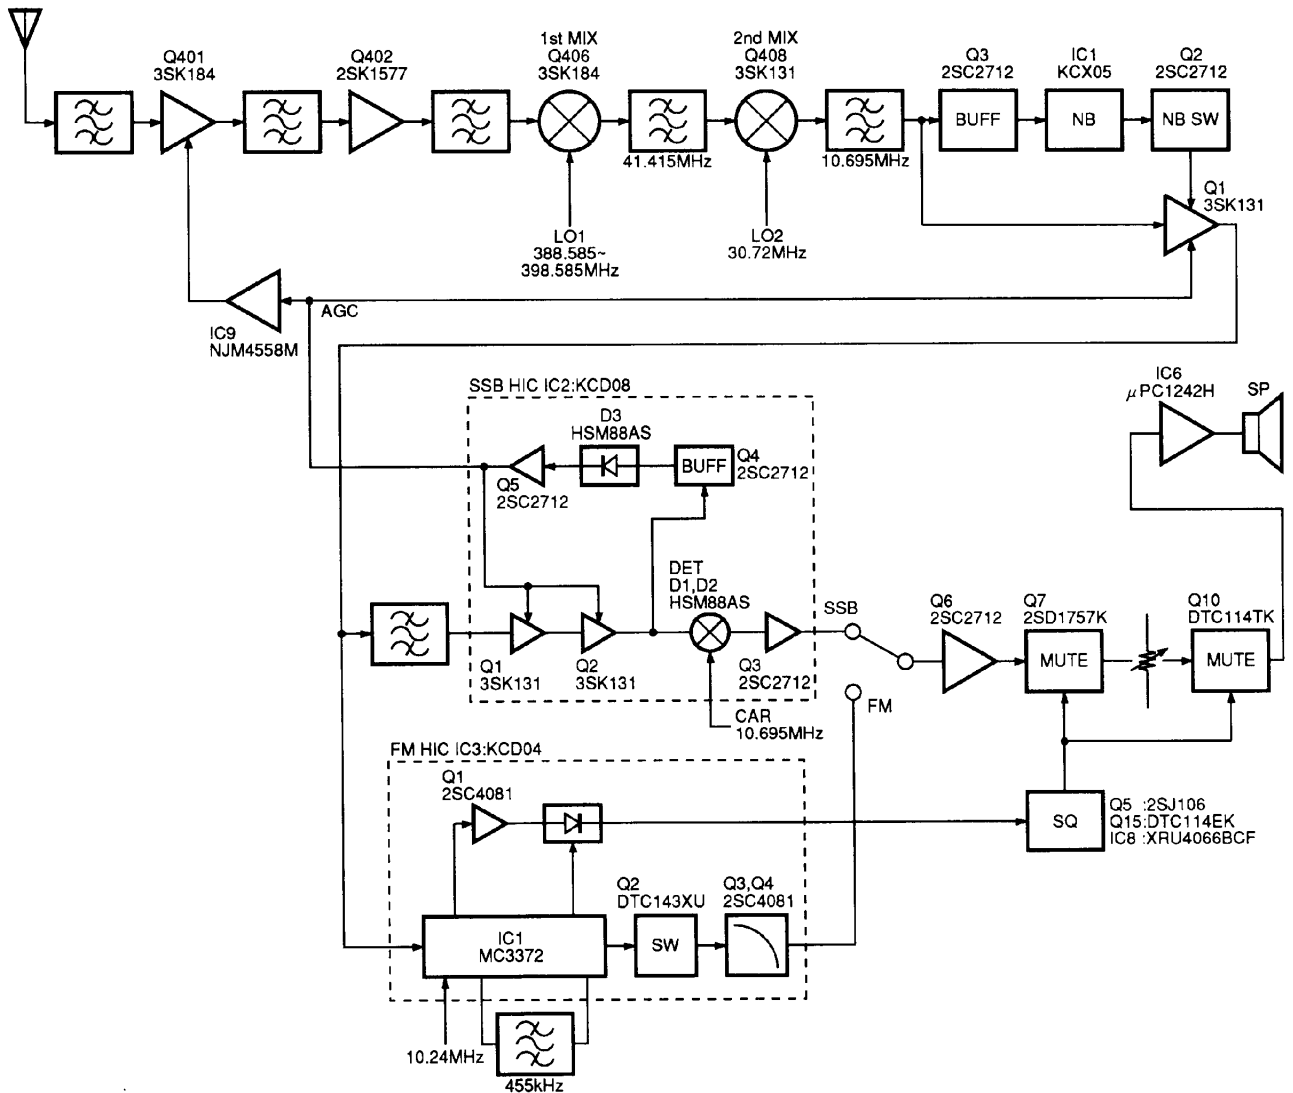 Q401
3SK184
Q402
2SK1577
1st MIX
Q406
3SK184
2nd MIX
Q408
3SK131
Q3
2SC2712
IC1
KCX05
Q2
2SC2712
BUFF
NB
NB SW
41.415MHz
10.695MHz
Q1
3SK131
LO1
388.585~
398.585MHz
LO2
30.72MHz
AGC
IC9
NJM4558M
SSB HIC IC2:KCD08
IC6
μPC1242H
SP
D3
HSM88AS
BUFF
Q4
2SC2712
Q5
2SC2712
DET
D1,D2
HSM88AS
SSB
Q6
2SC2712
Q7
2SD1757K
Q10
DTC114TK
MUTE
MUTE
Q1
3SK131
Q2
3SK131
Q3
2SC2712
FM
CAR
10.695MHz
FM HIC IC3:KCD04
Q1
2SC4081
SQ
Q5 :2SJ106
Q15:DTC114EK
IC8 :XRU4066BCF
Q2
DTC143XU
Q3,Q4
2SC4081
IC1
MC3372
SW
10.24MHz
455kHz